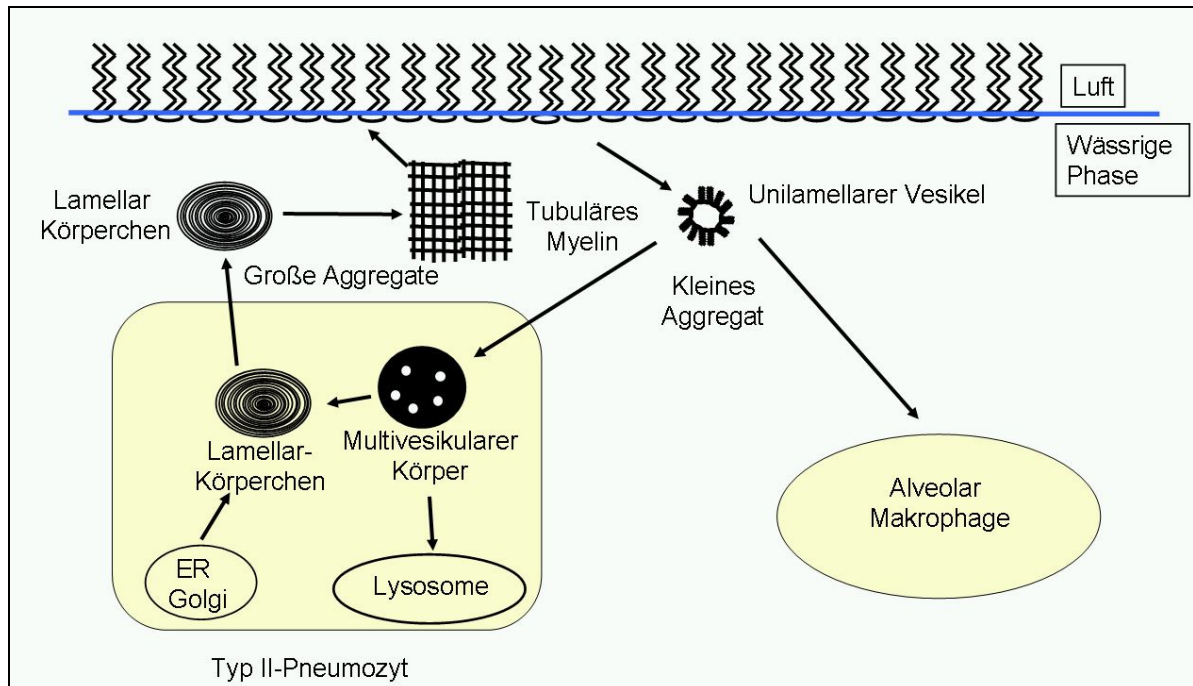 Luft
Wässrige
Phase
Lamellar
Körperchen
Tubuläres
Myelin
Unilamellarer Vesikel
Große Aggregate
Kleines
Aggregat
Lamellar-
Körperchen
Multivesikularer
Körper
Alveolar
Makrophage
ER
Golgi
Lysosome
Typ II-Pneumozyt